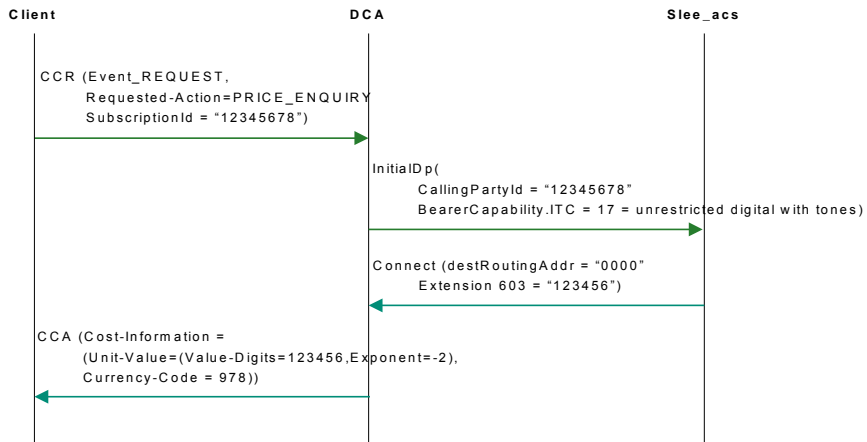 Client DCA Slee_acs
CCR (Event_REQUEST,
Requested-Action=PRICE_ENQUIRY
SubscriptionId = “12345678”)
InitialDp(
CallingPartyId = “12345678”
BearerCapability.ITC = 17 = unrestricted digital with tones)
Connect (destRoutingAddr = “0000”
Extension 603 = “123456”)
CCA (Cost-Information =
(Unit-Value=(Value-Digits=123456,Exponent=-2),
Currency-Code = 978))